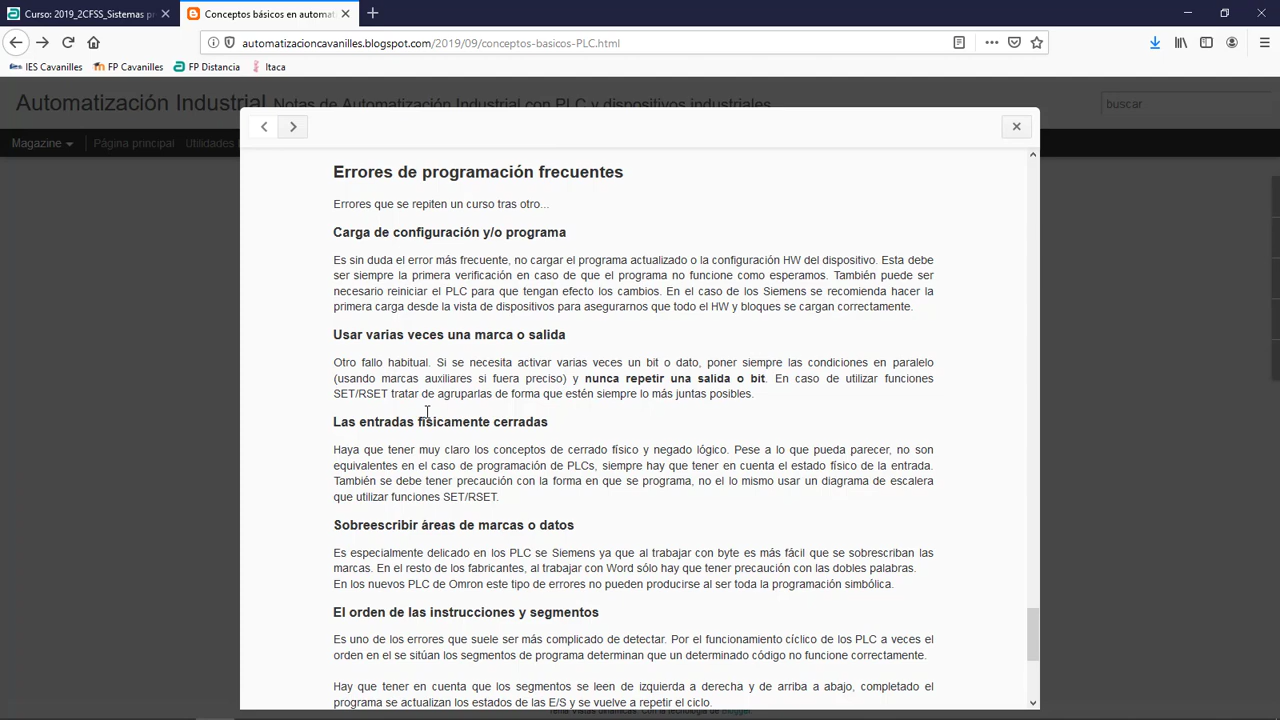 Curso: 2019_2CFSS_Sistemas pr
Conceptos básicos en automati
automatizacioncavanilles.blogspot.com/2019/09/conceptos-basicos-PLC.html
IES Cavanilles
FP Cavanilles
FP Distancia
Itaca
Automatización Industrial Notas de Automatización Industrial con PLC y dispositivos industriales
buscar
Magazine
Página principal
Utilidades
Errores de programación frecuentes
Errores que se repiten un curso tras otro...
Carga de configuración y/o programa
Es sin duda el error más frecuente, no cargar el programa actualizado o la configuración HW del dispositivo. Esta debe
ser siempre la primera verificación en caso de que el programa no funcione como esperamos. También puede ser
necesario reiniciar el PLC para que tengan efecto los cambios. En el caso de los Siemens se recomienda hacer la
primera carga desde la vista de dispositivos para asegurarnos que todo el HW y bloques se cargan correctamente.
Usar varias veces una marca o salida
Otro fallo habitual. Si se necesita activar varias veces un bit o dato, poner siempre las condiciones en paralelo
(usando marcas auxiliares si fuera preciso) y nunca repetir una salida o bit. En caso de utilizar funciones
SET/RSET tratar de agruparlas de forma que estén siempre lo más juntas posibles.
Las entradas físicamente cerradas
Haya que tener muy claro los conceptos de cerrado físico y negado lógico. Pese a lo que pueda parecer, no son
equivalentes en el caso de programación de PLCs, siempre hay que tener en cuenta el estado físico de la entrada.
También se debe tener precaución con la forma en que se programa, no el lo mismo usar un diagrama de escalera
que utilizar funciones SET/RSET.
Sobreescribir áreas de marcas o datos
Es especialmente delicado en los PLC se Siemens ya que al trabajar con byte es más fácil que se sobrescriban las
marcas. En el resto de los fabricantes, al trabajar con Word sólo hay que tener precaución con las dobles palabras.
En los nuevos PLC de Omron este tipo de errores no pueden producirse al ser toda la programación simbólica.
El orden de las instrucciones y segmentos
Es uno de los errores que suele ser más complicado de detectar. Por el funcionamiento cíclico de los PLC a veces el
orden en el se sitúan los segmentos de programa determinan que un determinado código no funcione correctamente.
Hay que tener en cuenta que los segmentos se leen de izquierda a derecha y de arriba a abajo, completado el
programa se actualizan los estados de las E/S y se vuelve a repetir el ciclo.